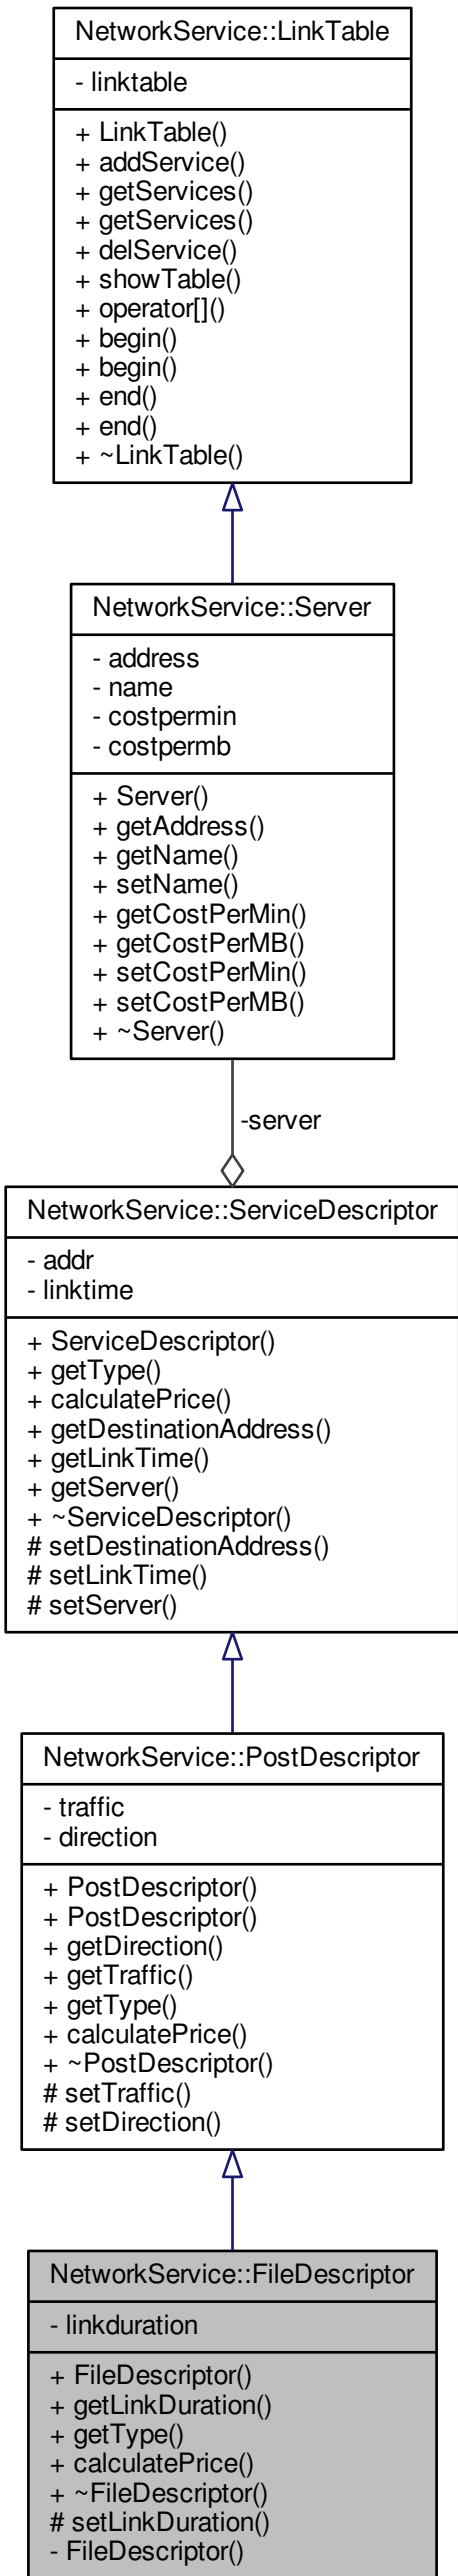 NetworkService::LinkTable
- linktable
+ LinkTable()
+ addService()
+ getServices()
+ getServices()
+ delService()
+ showTable()
+ operator[]()
+ begin()
+ begin()
+ end()
+ end()
+ ~LinkTable()
NetworkService::Server
- address
- name
- costpermin
- costpermb
+ Server()
+ getAddress()
+ getName()
+ setName()
+ getCostPerMin()
+ getCostPerMB()
+ setCostPerMin()
+ setCostPerMB()
+ ~Server()
-server
NetworkService::ServiceDescriptor
- addr
- linktime
+ ServiceDescriptor()
+ getType()
+ calculatePrice()
+ getDestinationAddress()
+ getLinkTime()
+ getServer()
+ ~ServiceDescriptor()
# setDestinationAddress()
# setLinkTime()
# setServer()
NetworkService::PostDescriptor
- traffic
- direction
+ PostDescriptor()
+ PostDescriptor()
+ getDirection()
+ getTraffic()
+ getType()
+ calculatePrice()
+ ~PostDescriptor()
# setTraffic()
# setDirection()
NetworkService::FileDescriptor
- linkduration
+ FileDescriptor()
+ getLinkDuration()
+ getType()
+ calculatePrice()
+ ~FileDescriptor()
# setLinkDuration()
- FileDescriptor()